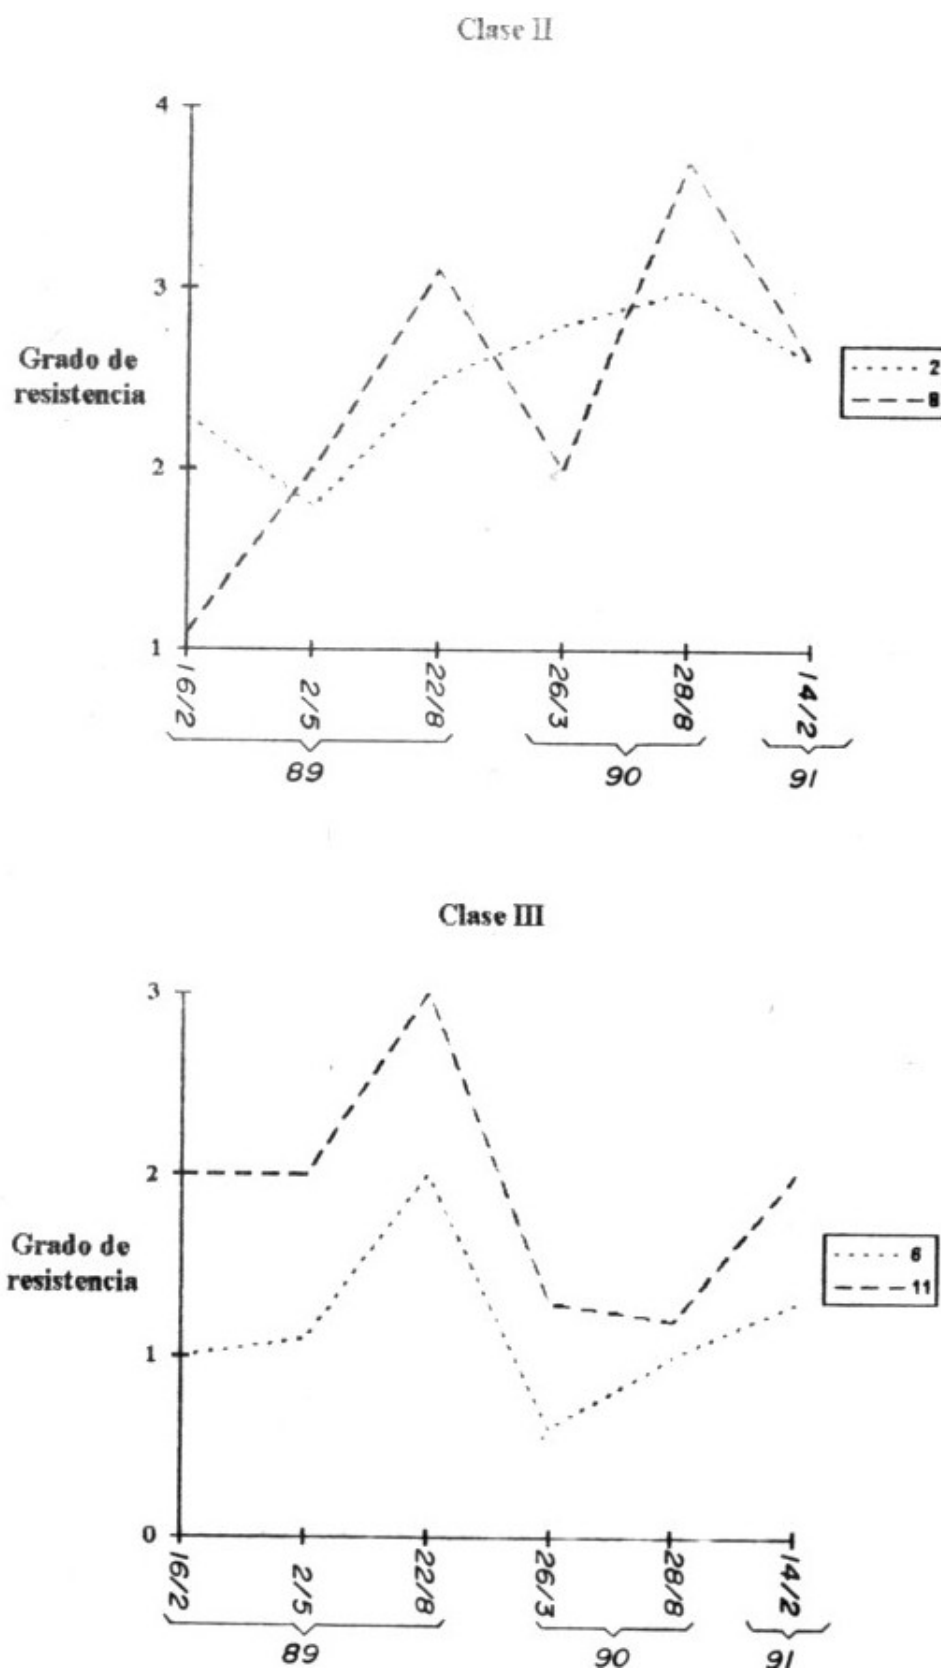 Clase II
4
3
Grado de
resistencia
2
8
2
1
16/2 2/5 22/8 26/3 28/8 14/2
89 90 91
Clase III
3
2
Grado de
resistencia
6
11
1
0
16/2 2/5 22/8 26/3 28/8 14/2
89 90 91